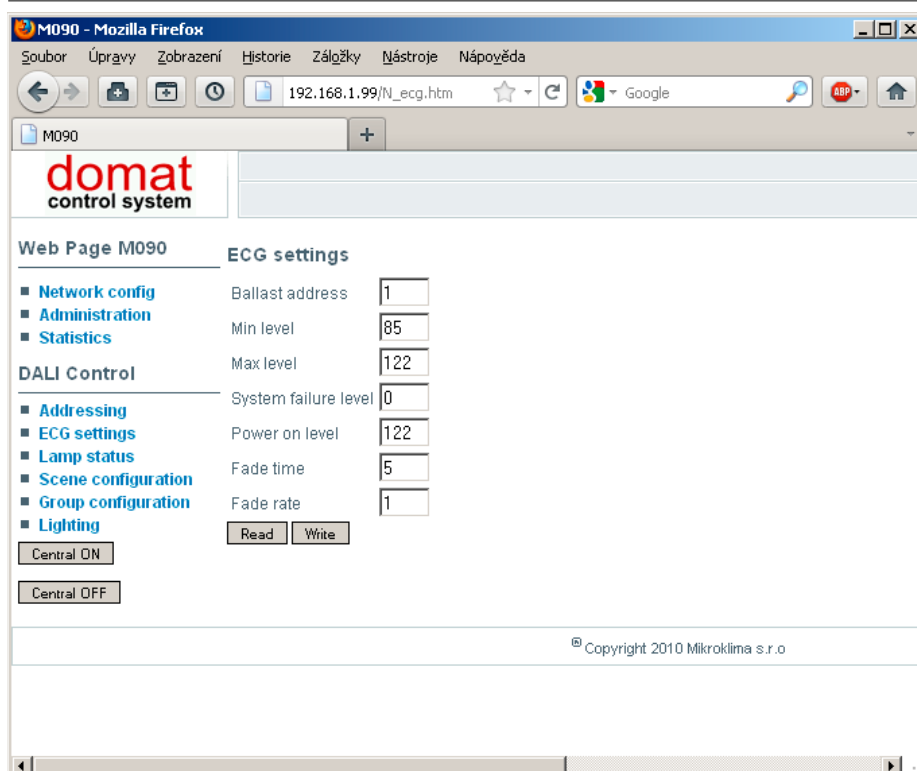 M090 - Mozilla Firefox
Soubor Úpravy Zobrazení Historie Záložky Nástroje Nápověda
192.168.1.99/N_ecg.htm Google ABP
M090
domat
control system
Web Page M090
Network config
Administration
Statistics
DALI Control
Addressing
ECG settings
Lamp status
Scene configuration
Group configuration
Lighting
Central ON
Central OFF
ECG settings
Ballast address 1
Min level 85
Max level 122
System failure level 0
Power on level 122
Fade time 5
Fade rate 1
Read Write
® Copyright 2010 Mikroklima s.r.o